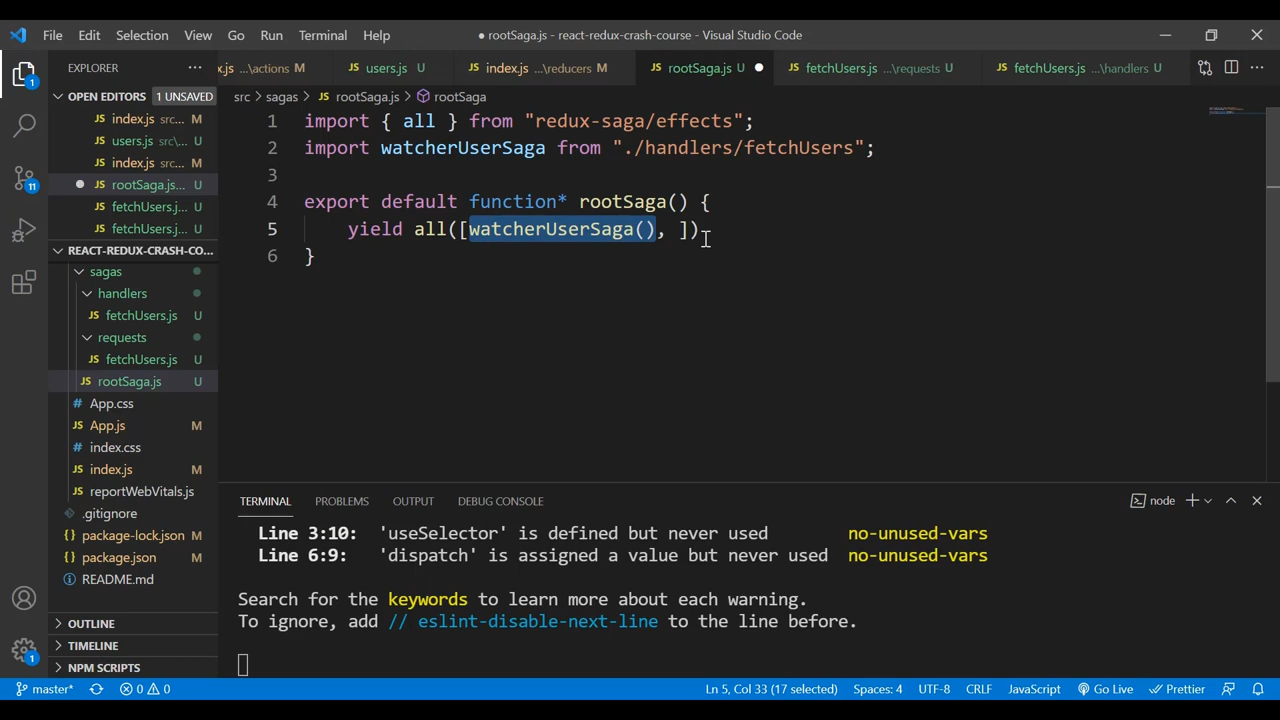 File Edit Selection View Go Run Terminal Help ● rootSaga.js - react-redux-crash-course - Visual Studio Code
EXPLORER ···
x.js ...\actions M users.js U index.js ...\reducers M rootSaga.js U fetchUsers.js ...\requests U fetchUsers.js ...\handlers U ···
OPEN EDITORS 1 UNSAVED
index.js src... M
users.js src\... U
index.js src... M
rootSaga.js... U
fetchUsers.j... U
fetchUsers.j... U
REACT-REDUX-CRASH-CO...
sagas
handlers
fetchUsers.js U
requests
fetchUsers.js U
rootSaga.js U
App.css
App.js M
index.css
index.js M
reportWebVitals.js
.gitignore
package-lock.json M
package.json M
README.md
OUTLINE
TIMELINE
NPM SCRIPTS
1
11
1
src > sagas > JS rootSaga.js > rootSaga
1 import { all } from "redux-saga/effects";
2 import watcherUserSaga from "./handlers/fetchUsers";
3
4 export default function* rootSaga() {
5 yield all([watcherUserSaga(), ])
6 }
TERMINAL PROBLEMS OUTPUT DEBUG CONSOLE node
Line 3:10: 'useSelector' is defined but never used no-unused-vars
Line 6:9: 'dispatch' is assigned a value but never used no-unused-vars
Search for the keywords to learn more about each warning.
To ignore, add // eslint-disable-next-line to the line before.
master* 0 0 Ln 5, Col 33 (17 selected) Spaces: 4 UTF-8 CRLF JavaScript Go Live Prettier